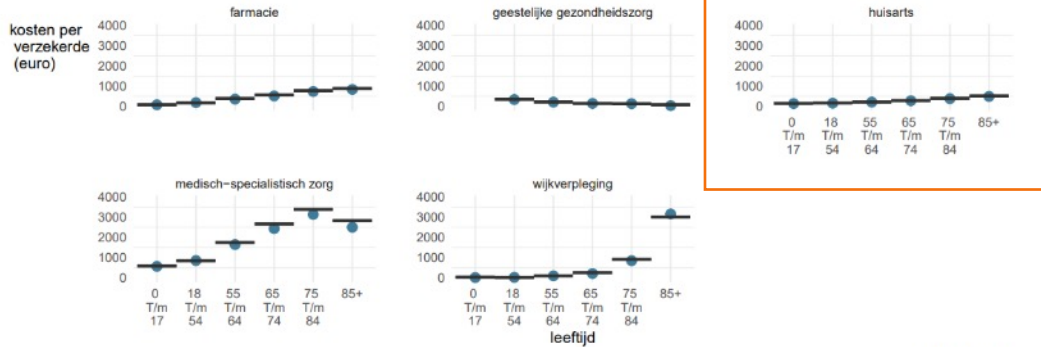 kosten per
verzekerde
(euro)
farmacie
4000
3000
2000
1000
0
geestelijke gezondheidszorg
4000
3000
2000
1000
0
huisarts
4000
3000
2000
1000
0
0 18 55 65 75 85+
T/m T/m T/m T/m T/m
17 54 64 74 84
medisch-specialistisch zorg
4000
3000
2000
1000
0
0 18 55 65 75 85+
T/m T/m T/m T/m T/m
17 54 64 74 84
wijkverpleging
4000
3000
2000
1000
0
0 18 55 65 75 85+
T/m T/m T/m T/m T/m
17 54 64 74 84
leeftijd